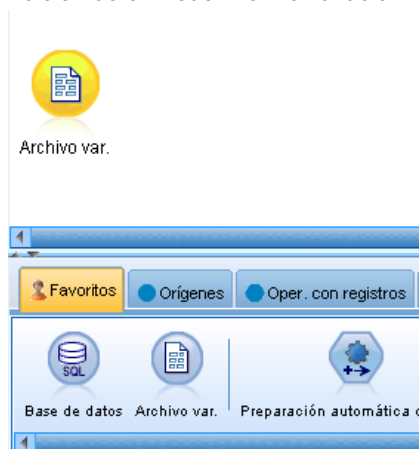 Archivo var.
Favoritos Orígenes Oper. con registros
SQL
Base de datos Archivo var. Preparación automática